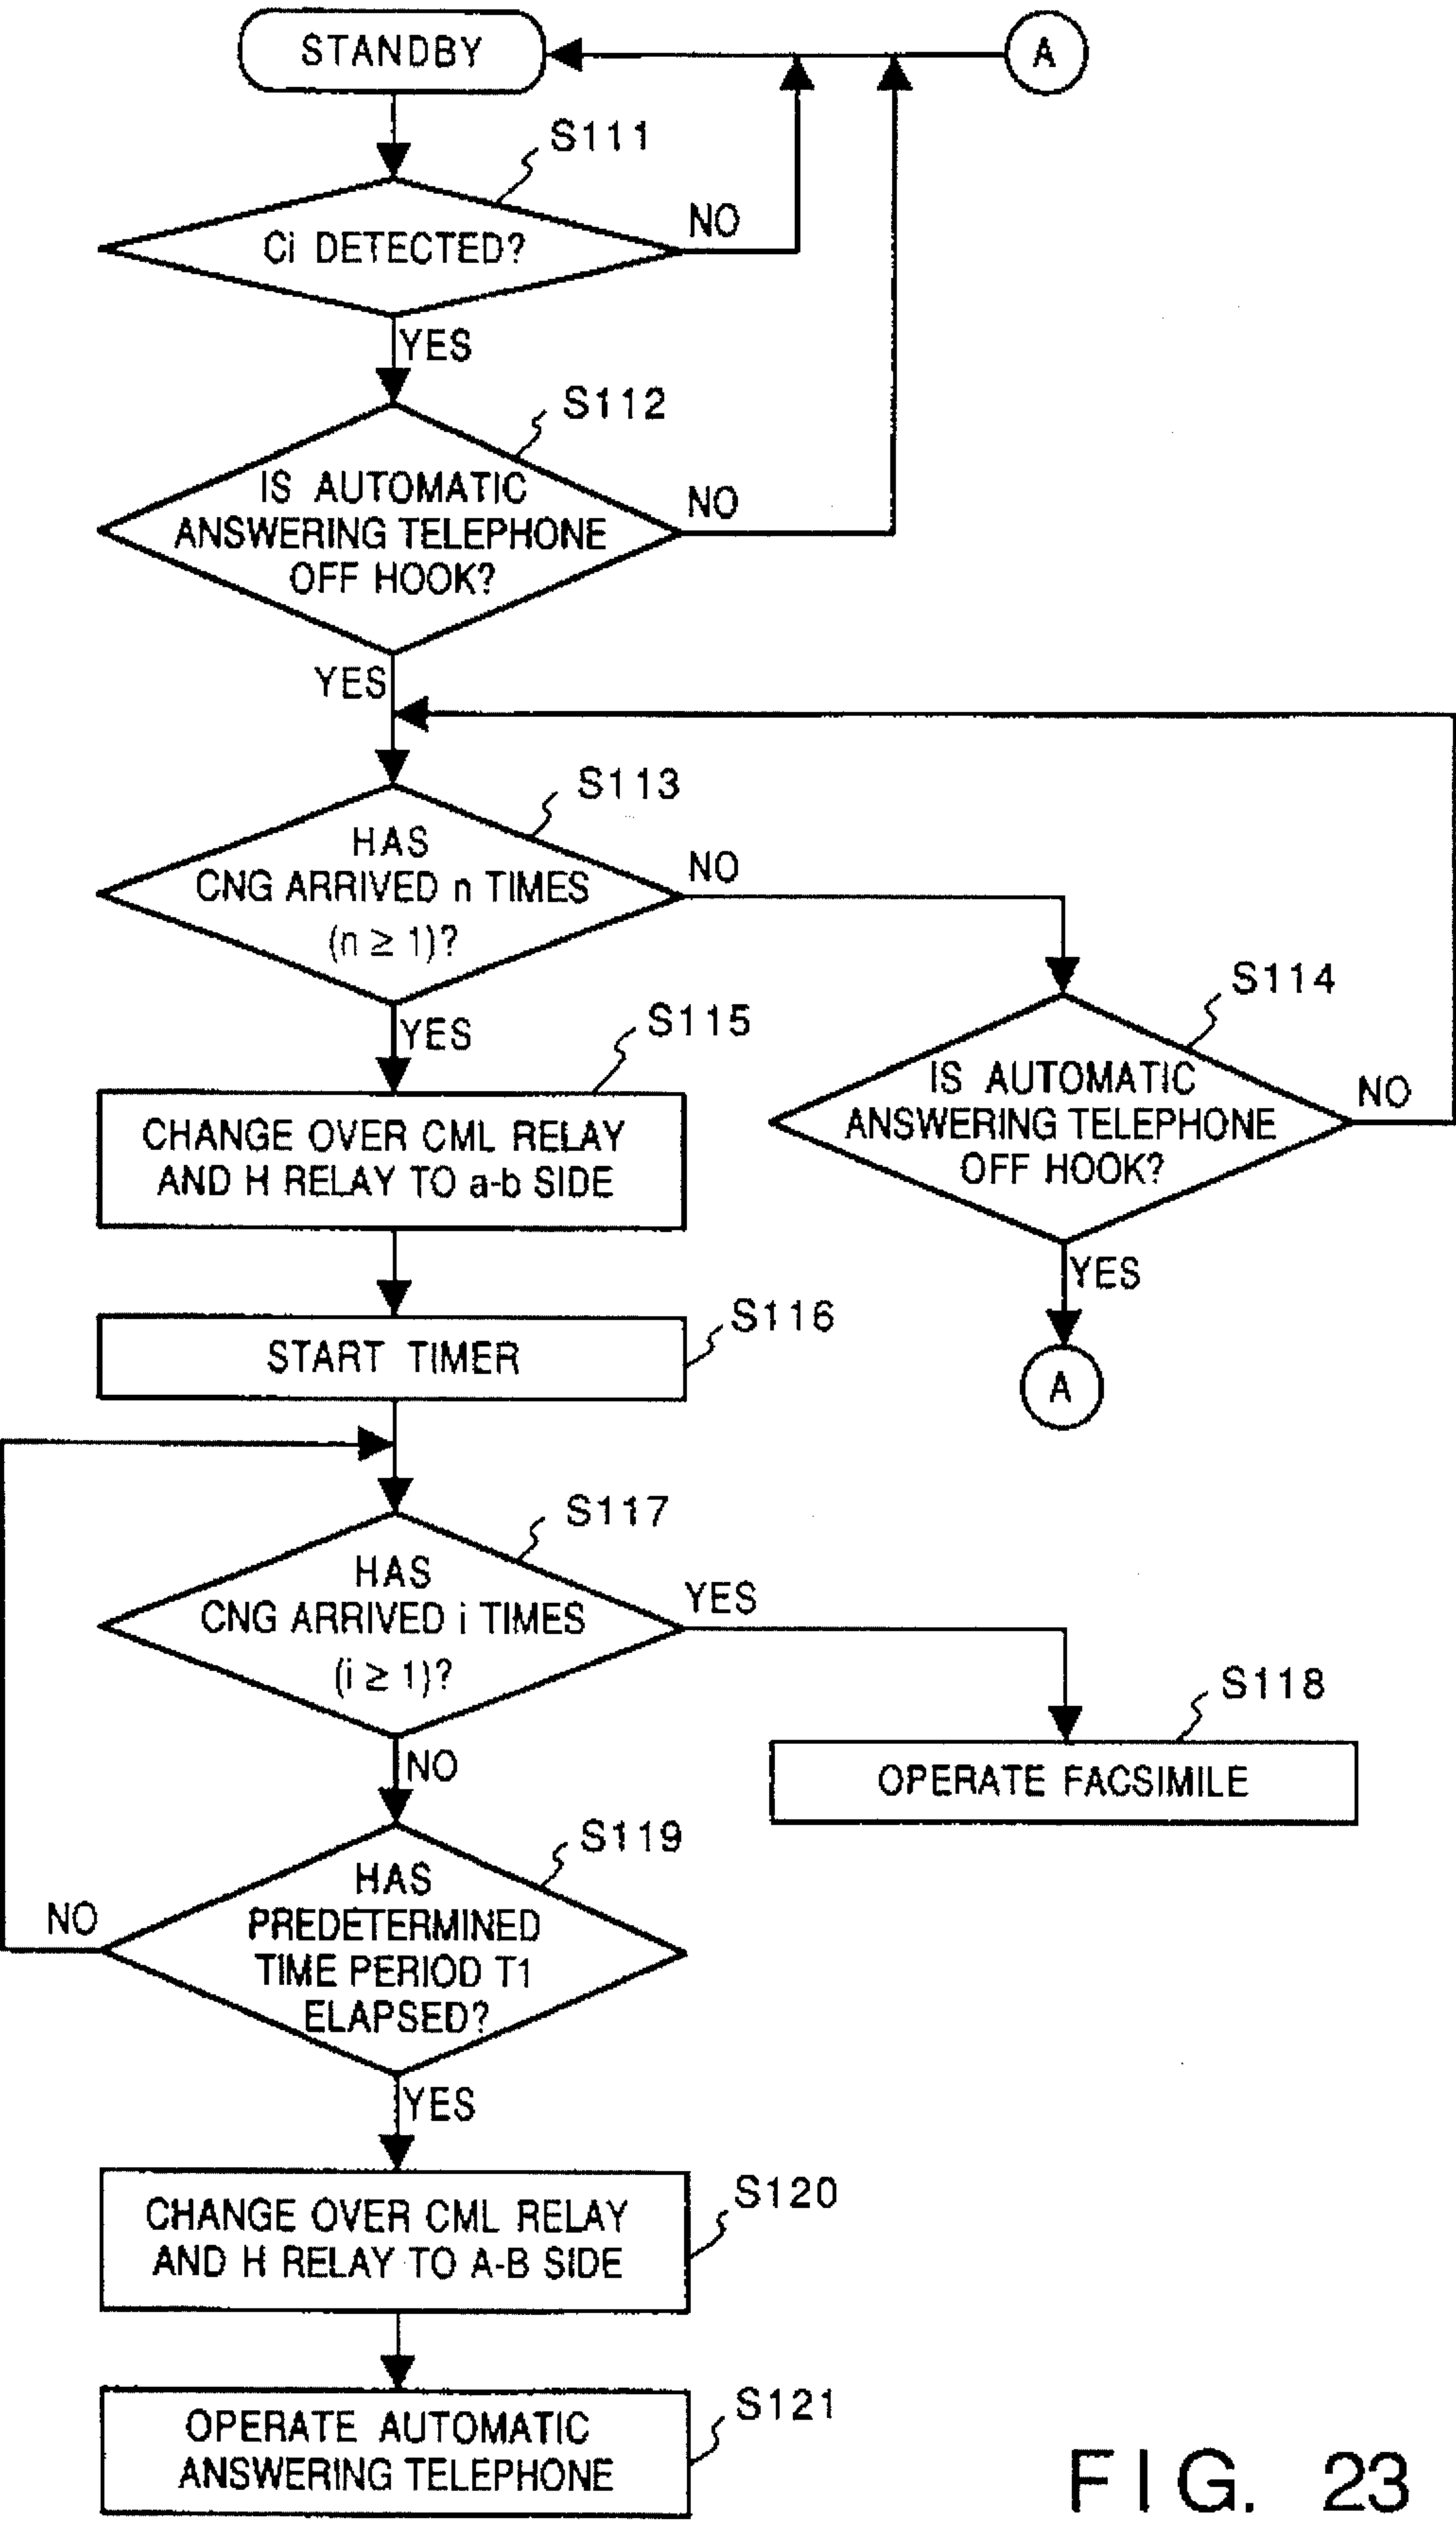 STANDBY
A
S111
Ci DETECTED?
NO
YES
S112
IS AUTOMATIC
ANSWERING TELEPHONE
OFF HOOK?
NO
YES
S113
HAS
CNG ARRIVED n TIMES
(n ≥ 1)?
NO
YES
S114
IS AUTOMATIC
ANSWERING TELEPHONE
OFF HOOK?
NO
YES
A
S115
CHANGE OVER CML RELAY
AND H RELAY TO a-b SIDE
S116
START TIMER
S117
HAS
CNG ARRIVED i TIMES
(i ≥ 1)?
YES
NO
S118
OPERATE FACSIMILE
S119
HAS
PREDETERMINED
TIME PERIOD T1
ELAPSED?
NO
YES
S120
CHANGE OVER CML RELAY
AND H RELAY TO A-B SIDE
S121
OPERATE AUTOMATIC
ANSWERING TELEPHONE
FIG. 23